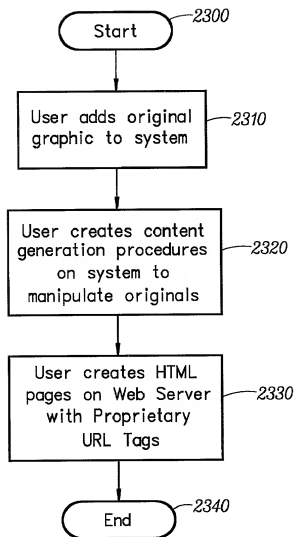 2300
Start
User adds original
graphic to system
2310
User creates content
generation procedures
on system to
manipulate originals
2320
User creates HTML
pages on Web Server
with Proprietary
URL Tags
2330
2340
End